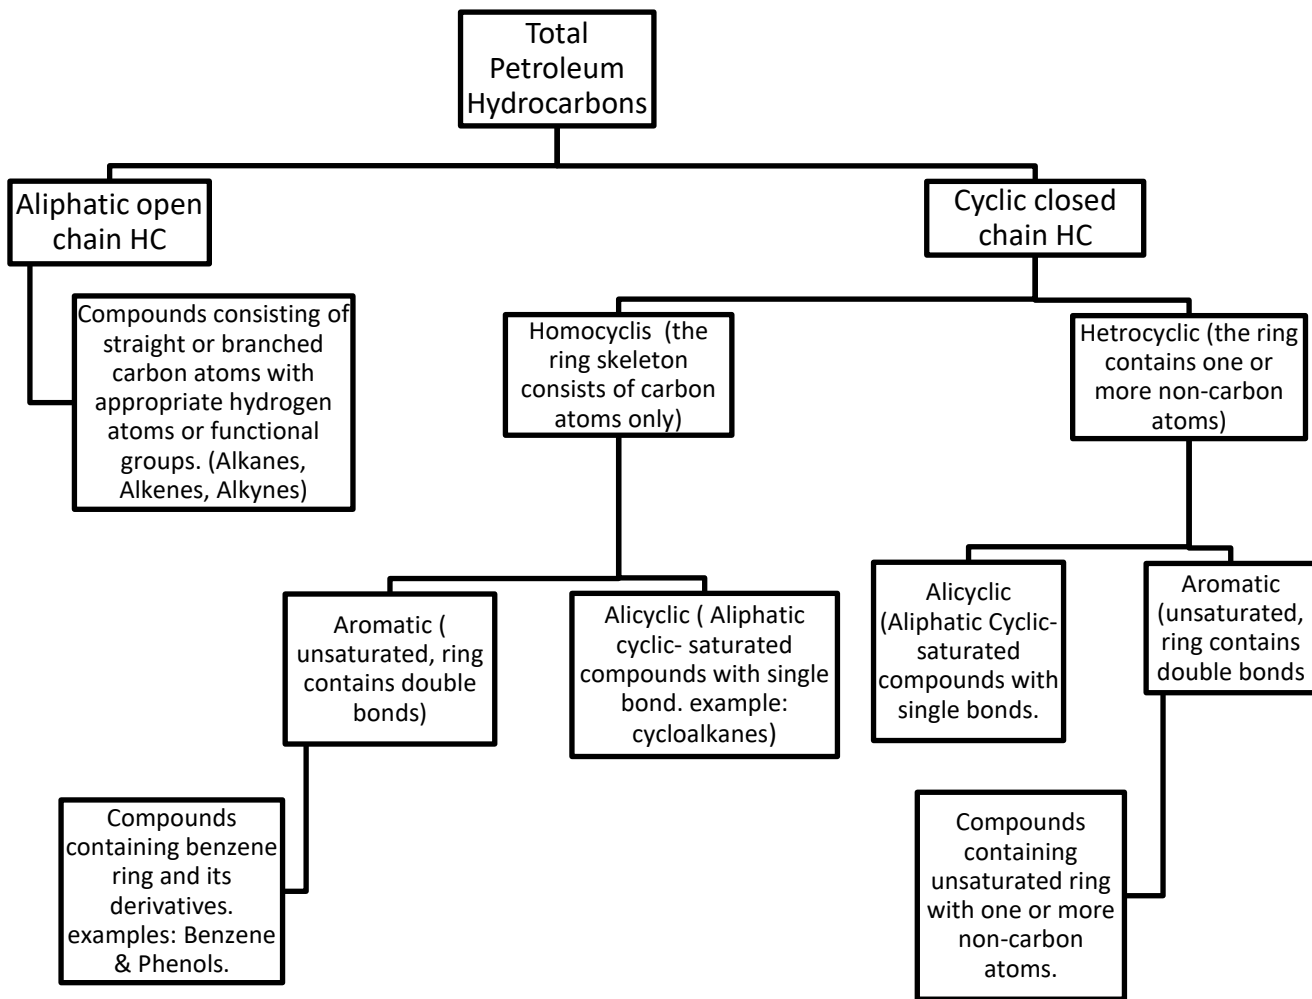 Total
Petroleum
Hydrocarbons
Aliphatic open
chain HC
Cyclic closed
chain HC
Compounds consisting of
straight or branched
carbon atoms with
appropriate hydrogen
atoms or functional
groups. (Alkanes,
Alkenes, Alkynes)
Homocyclis (the
ring skeleton
consists of carbon
atoms only)
Hetrocyclic (the ring
contains one or
more non-carbon
atoms)
Aromatic (
unsaturated, ring
contains double
bonds)
Alicyclic ( Aliphatic
cyclic- saturated
compounds with single
bond. example:
cycloalkanes)
Alicyclic
(Aliphatic Cyclic-
saturated
compounds with
single bonds.
Aromatic
(unsaturated,
ring contains
double bonds
Compounds
containing benzene
ring and its
derivatives.
examples: Benzene
& Phenols.
Compounds
containing
unsaturated ring
with one or more
non-carbon
atoms.